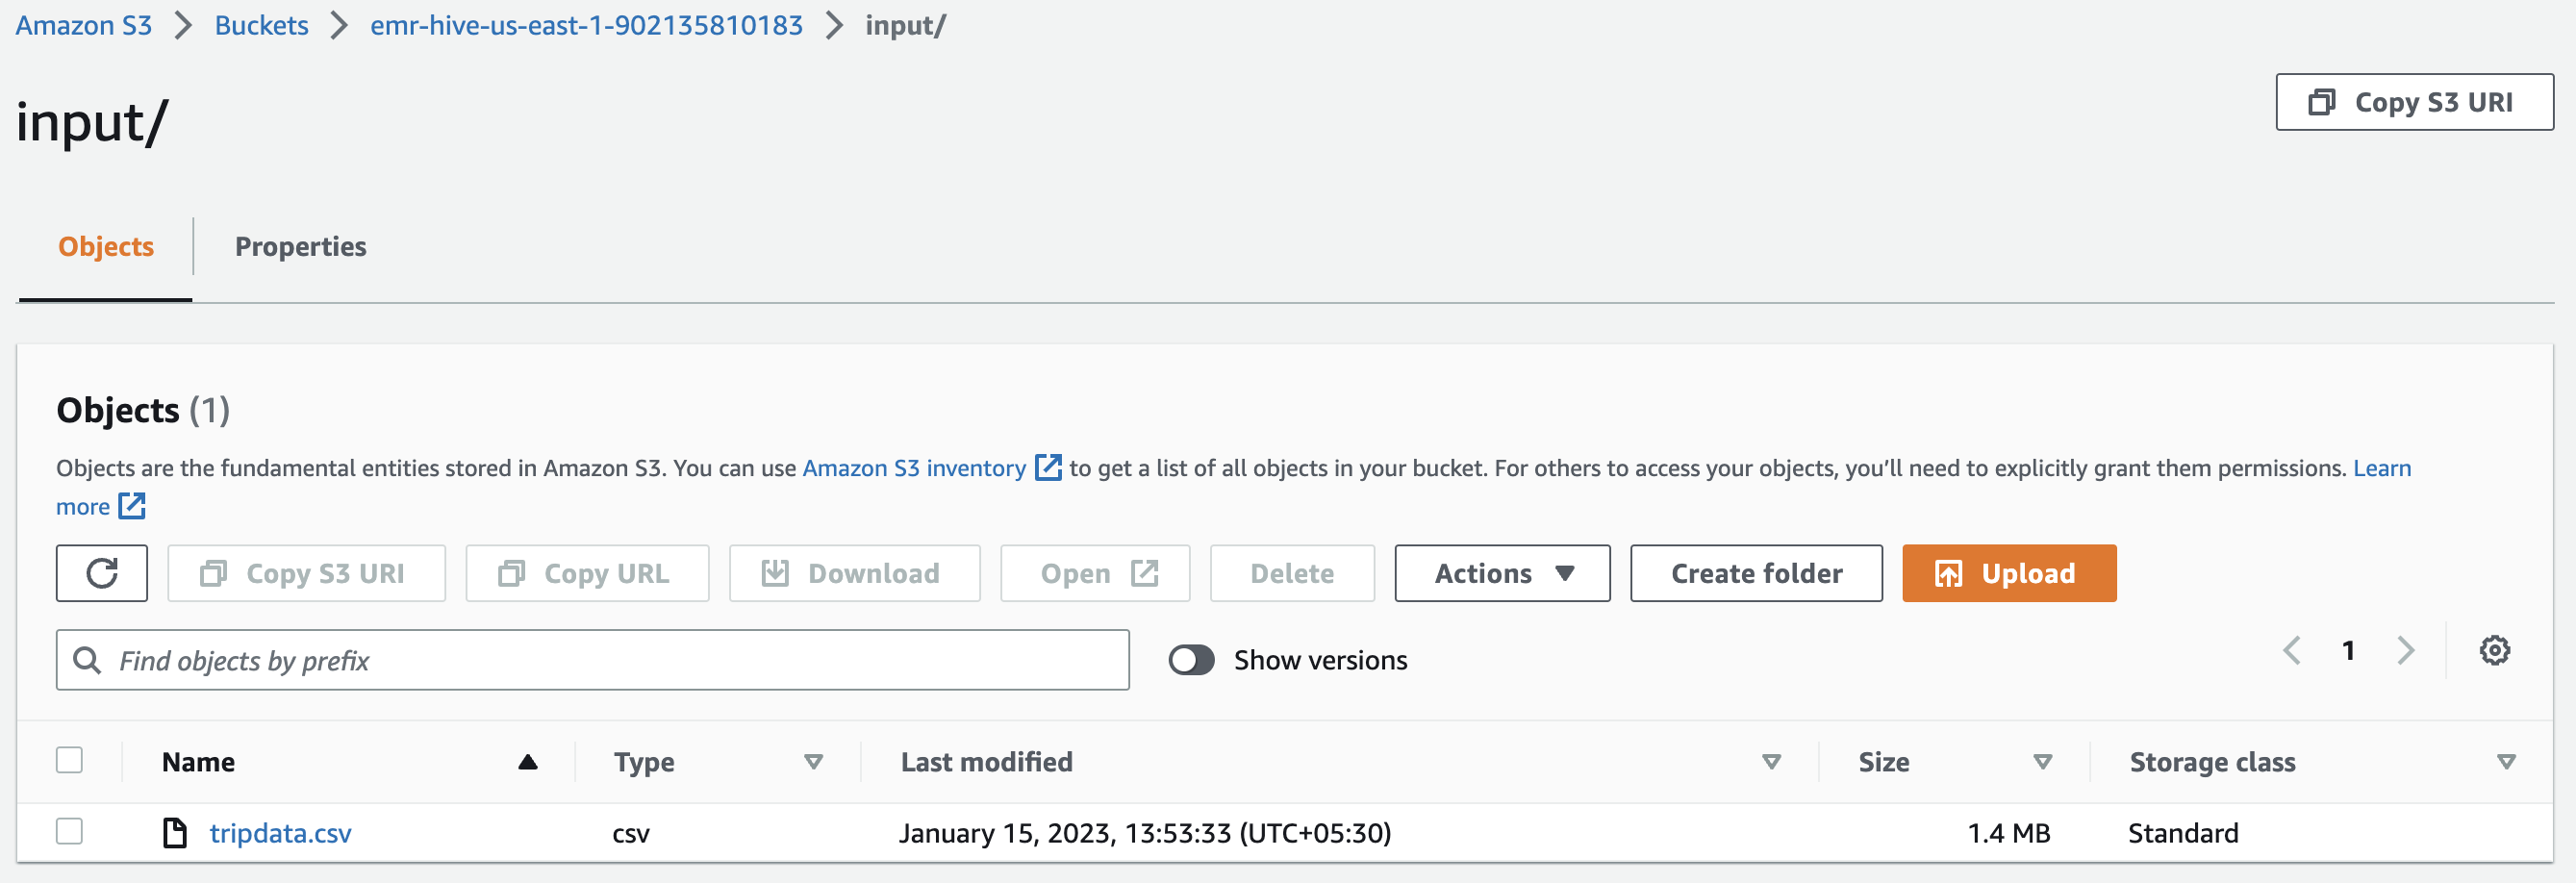 Amazon S3 > Buckets > emr-hive-us-east-1-902135810183 > input/
input/
Copy S3 URI
Objects Properties
Objects (1)
Objects are the fundamental entities stored in Amazon S3. You can use Amazon S3 inventory to get a list of all objects in your bucket. For others to access your objects, you’ll need to explicitly grant them permissions. Learn
more
Copy S3 URI Copy URL Download Open Delete Actions Create folder Upload
Find objects by prefix Show versions 1
Name Type Last modified Size Storage class
tripdata.csv csv January 15, 2023, 13:53:33 (UTC+05:30) 1.4 MB Standard